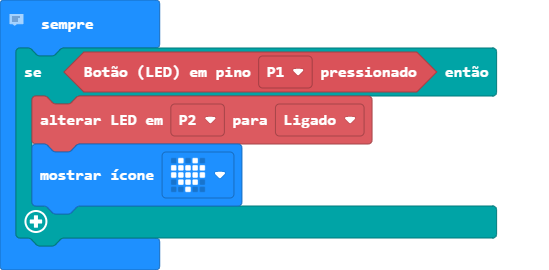 sempre
se Botão (LED) em pino P1 pressionado então
alterar LED em P2 para Ligado
mostrar ícone